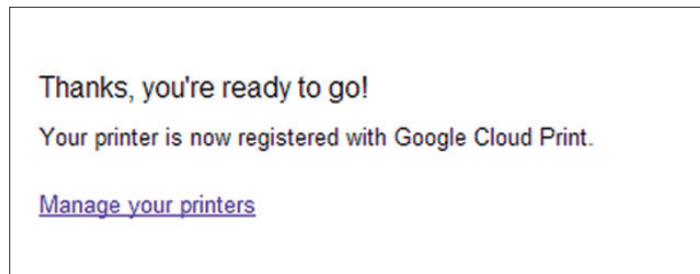 Thanks, you're ready to go!
Your printer is now registered with Google Cloud Print.
Manage your printers